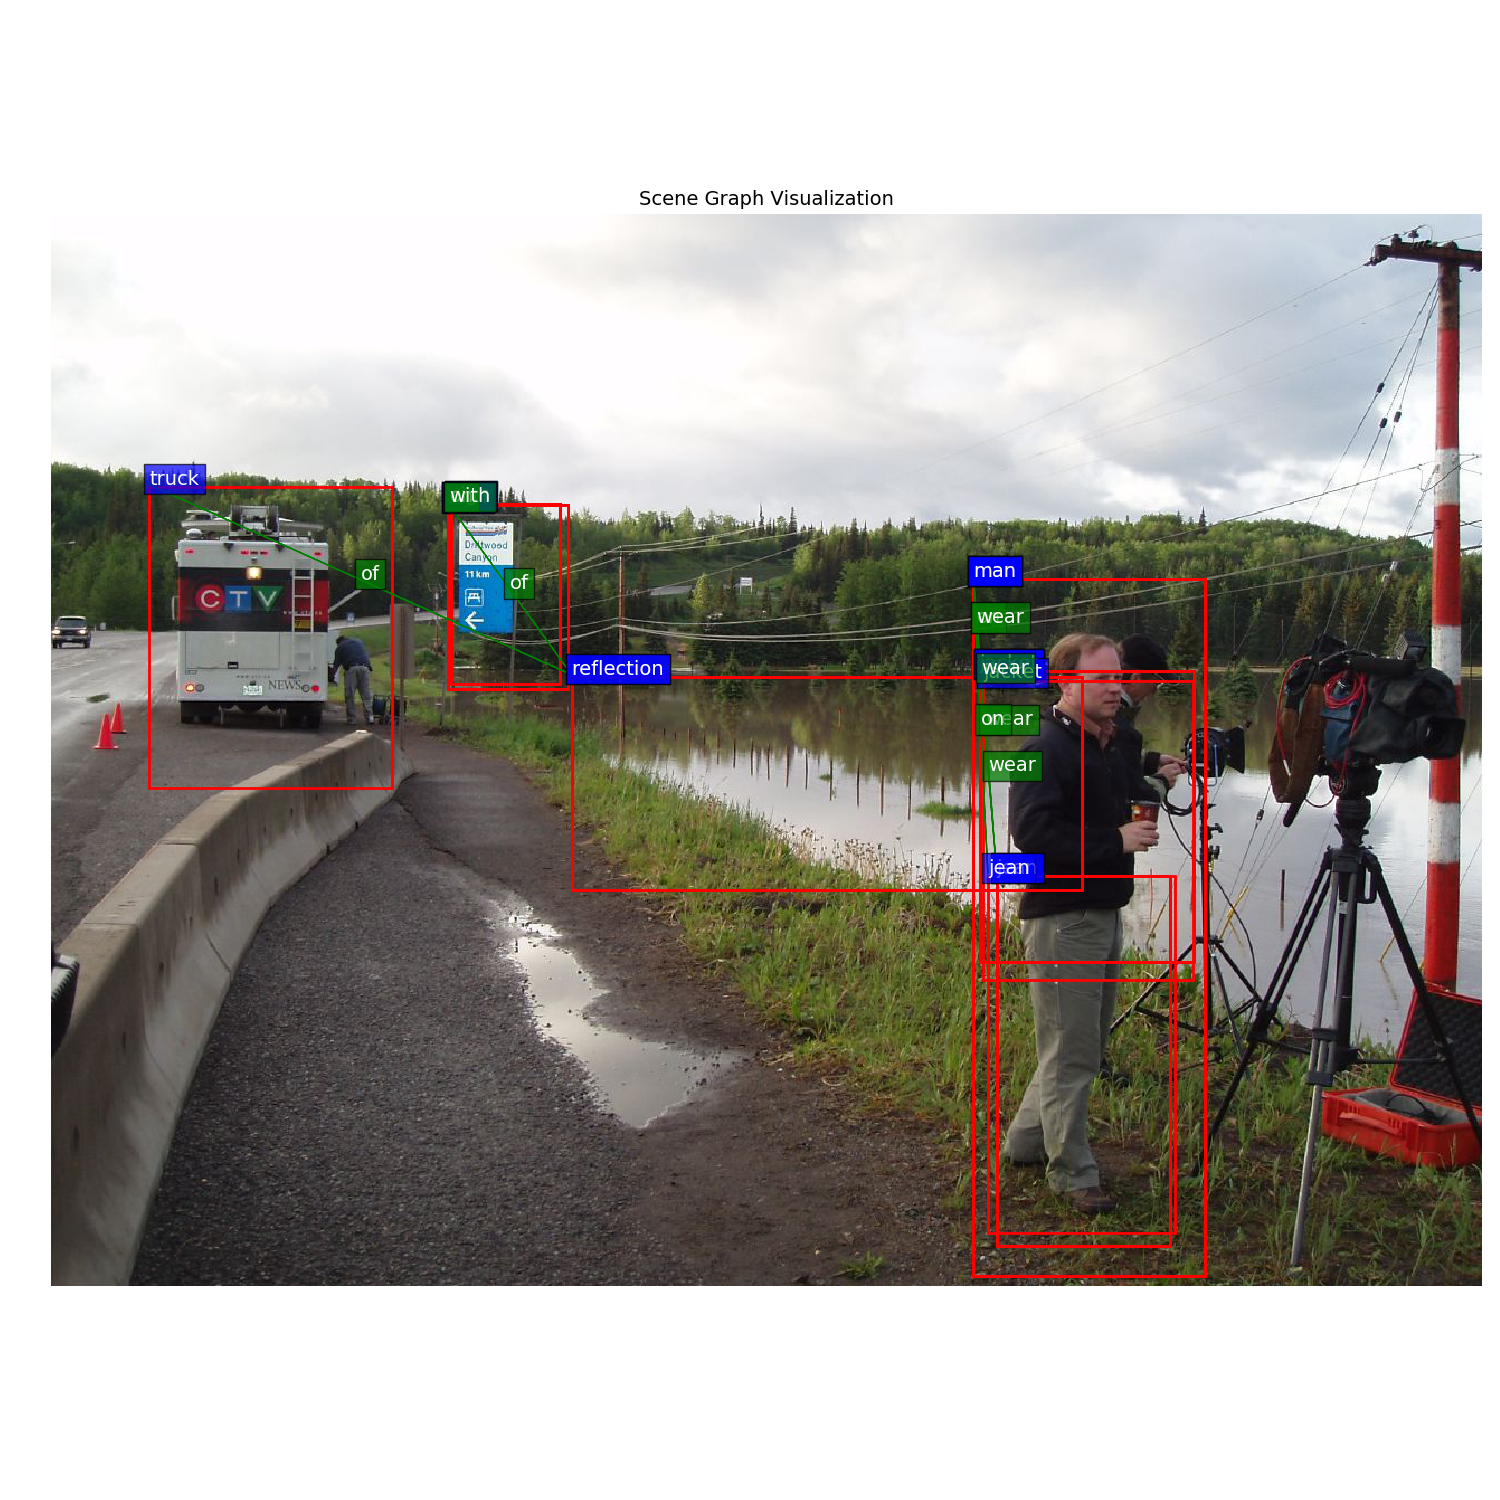 Scene Graph Visualization
truck
with
of
of
Driftwood
Canyon
11 km
CTV
NEWS
reflection
man
wear
wear
on
wear
jean